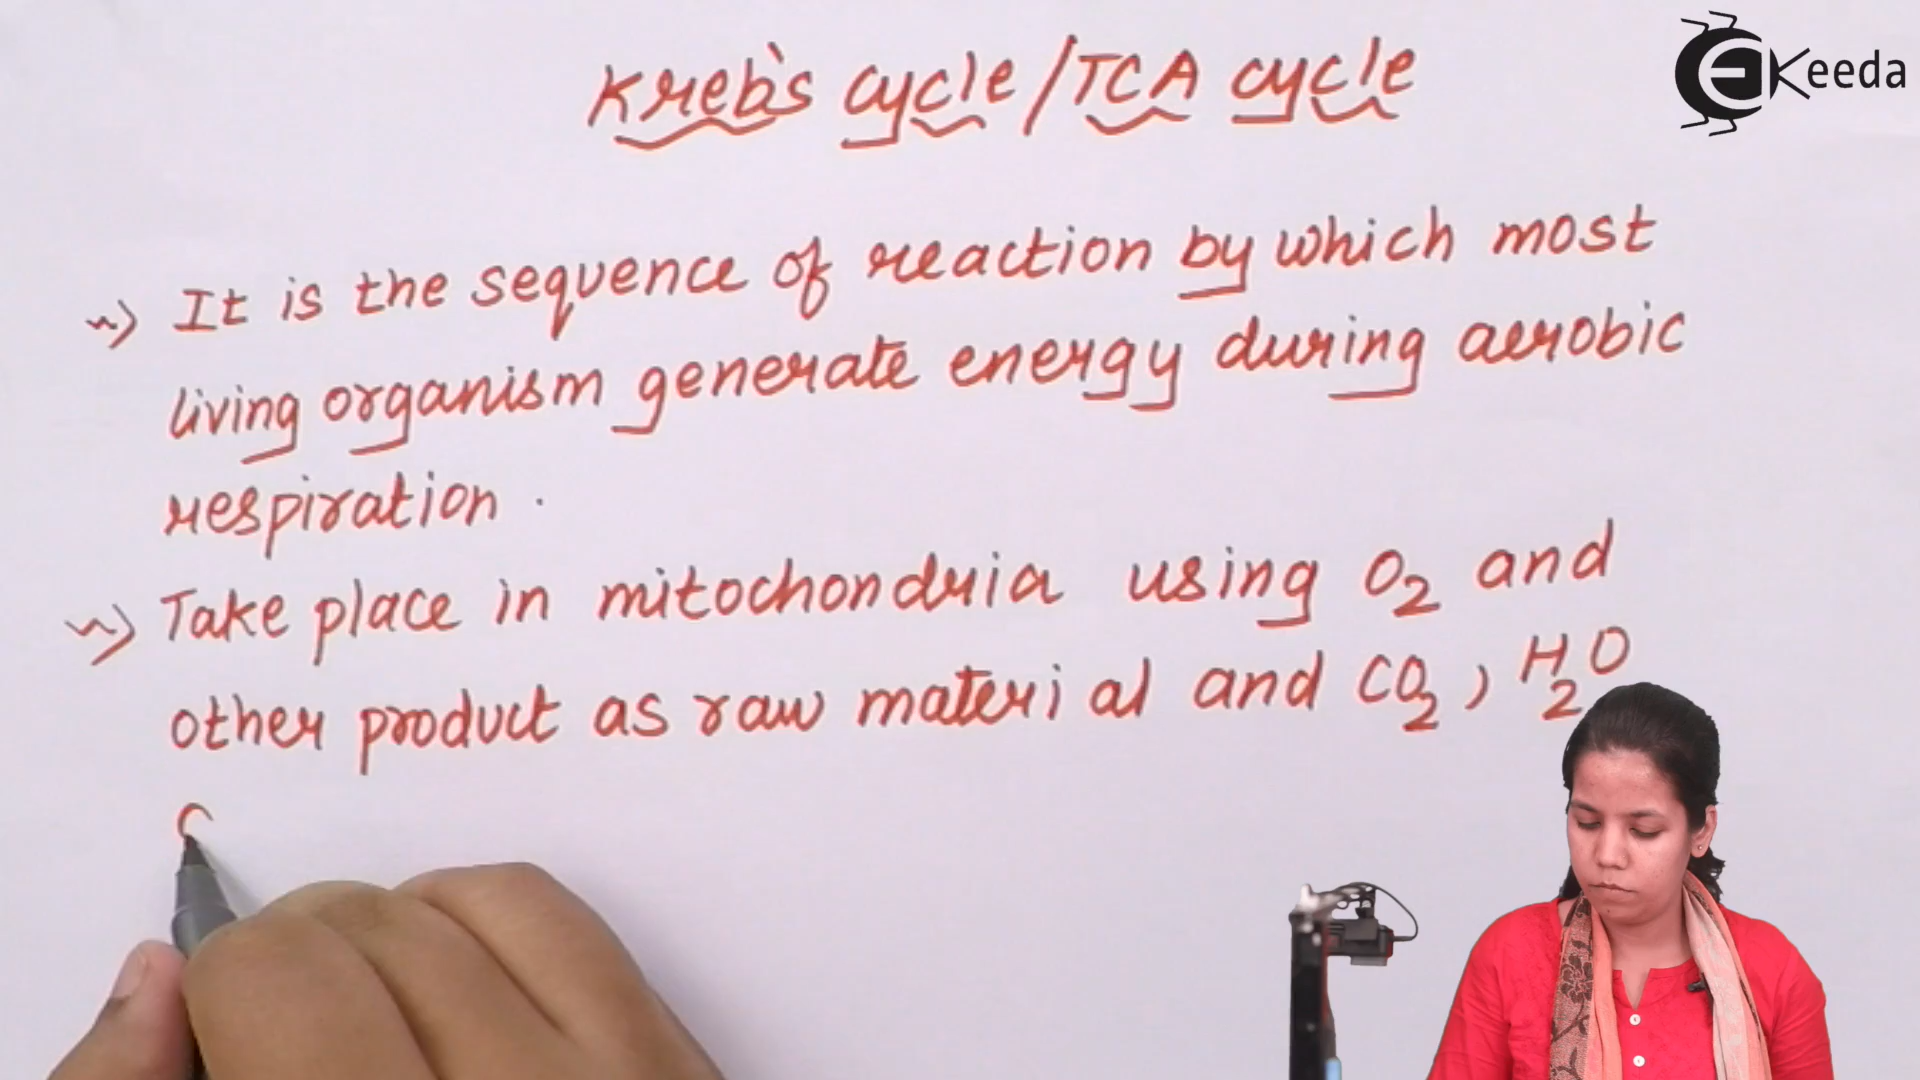 Kreb's cycle/TCA cycle
EKeeda
It is the sequence of reaction by which most
living organism generate energy during aerobic
respiration.
Take place in mitochondria using O₂ and
other product as raw material and CO₂, H₂O